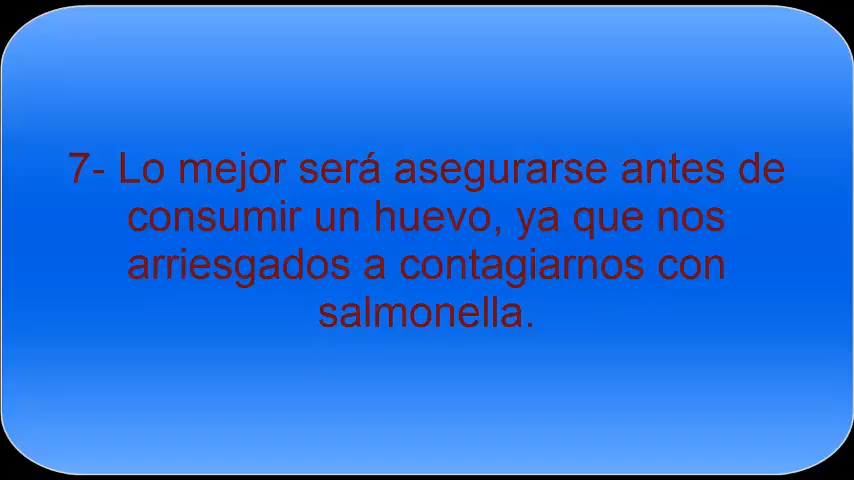 7- Lo mejor será asegurarse antes de
consumir un huevo, ya que nos
arriesgados a contagiarnos con
salmonella.